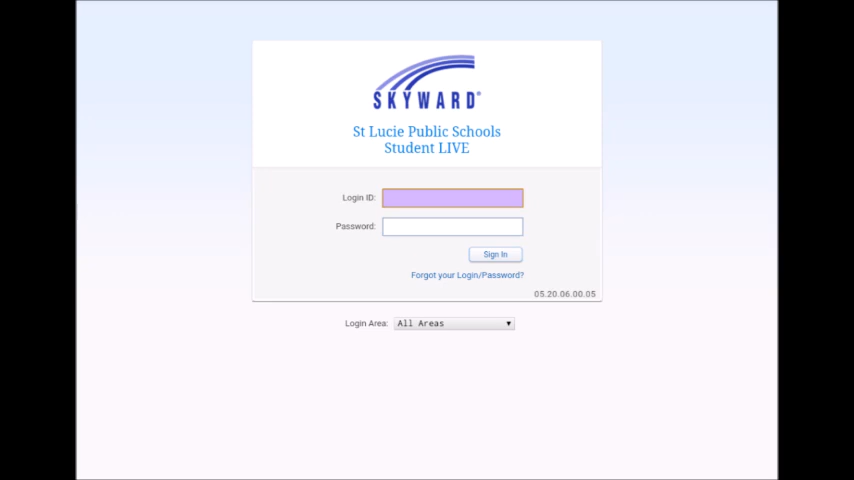 SKYWARD®
St Lucie Public Schools
Student LIVE
Login ID:
Password:
Sign In
Forgot your Login/Password?
05.20.06.00.05
Login Area: All Areas